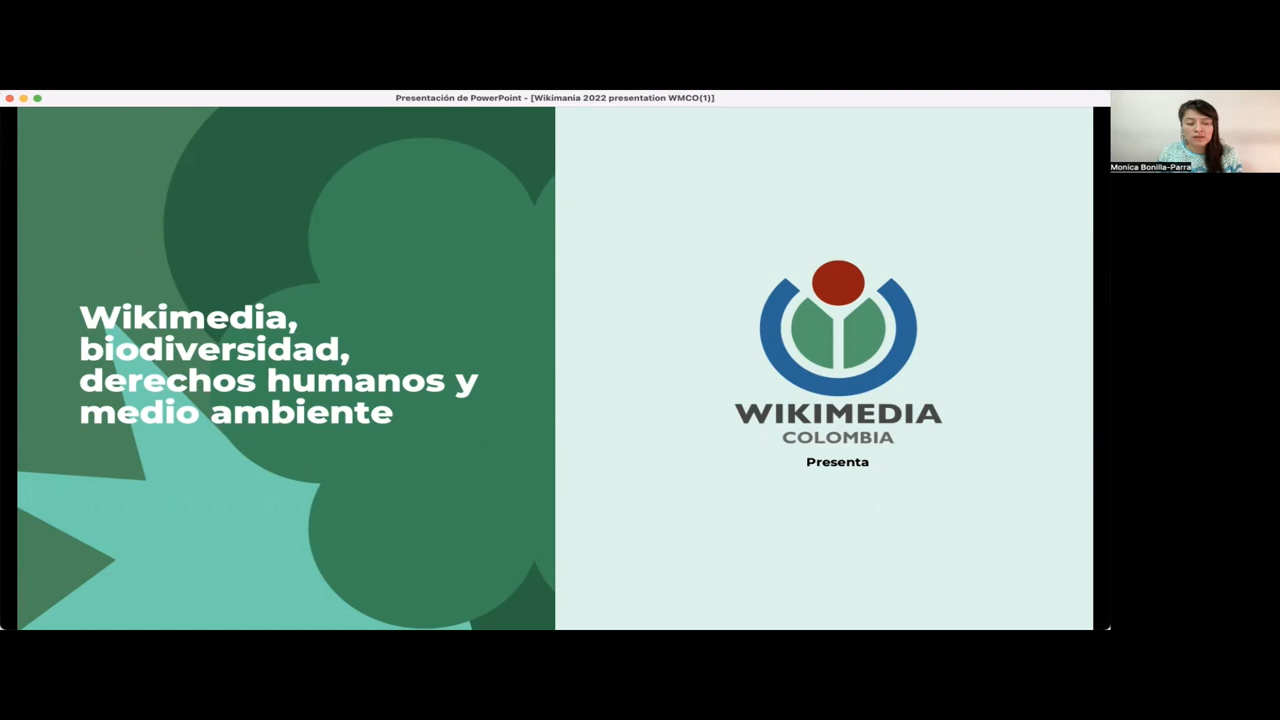 Presentación de PowerPoint - [Wikimania 2022 presentation WMCO(1)]
Wikimedia,
biodiversidad,
derechos humanos y
medio ambiente
WIKIMEDIA
COLOMBIA
Presenta
Monica Bonilla-Parra